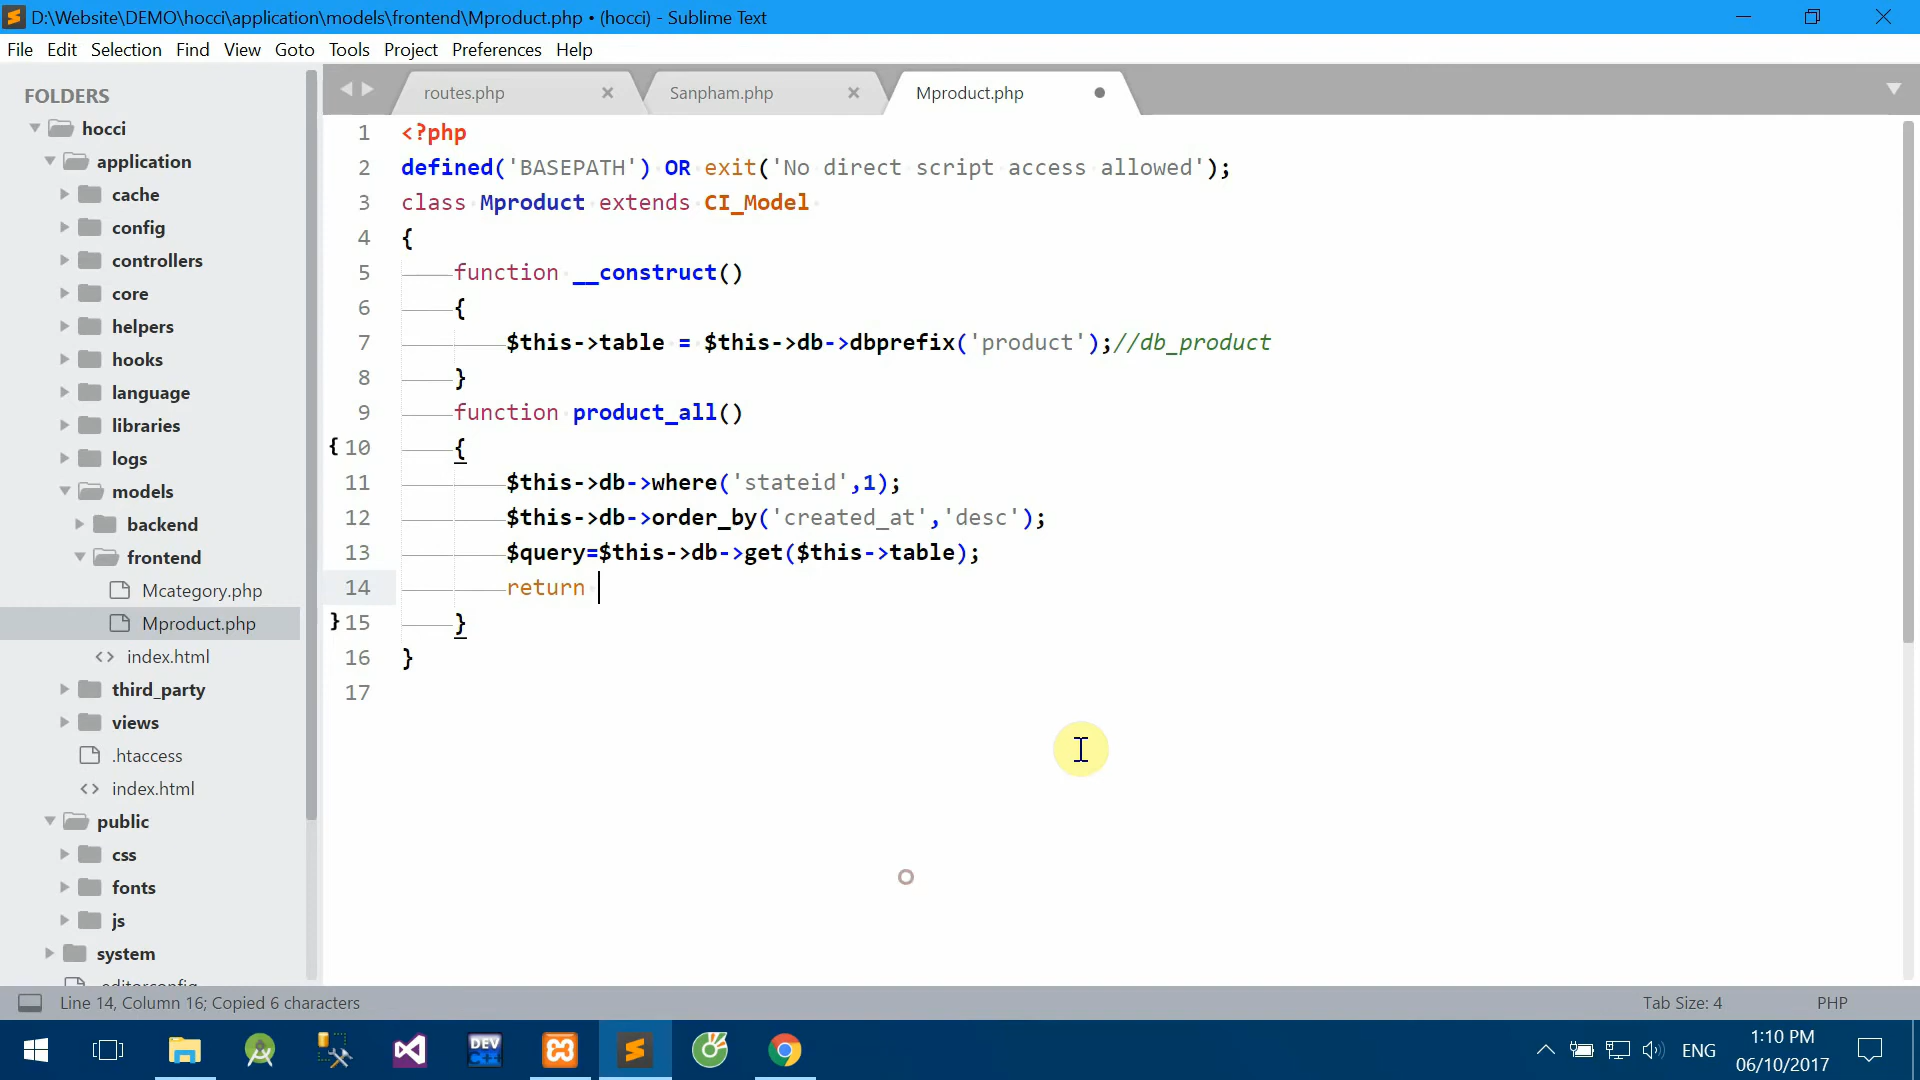 D:\Website\DEMO\hocci\application\models\frontend\Mproduct.php • (hocci) - Sublime Text
File Edit Selection Find View Goto Tools Project Preferences Help
FOLDERS
hocci
application
cache
config
controllers
core
helpers
hooks
language
libraries
logs
models
backend
frontend
Mcategory.php
Mproduct.php
index.html
third_party
views
.htaccess
index.html
public
css
fonts
js
system
.editorconfig
routes.php
Sanpham.php
Mproduct.php
1 <?php
2 defined('BASEPATH') OR exit('No direct script access allowed');
3 class Mproduct extends CI_Model
4 {
5 function __construct()
6 {
7 $this->table = $this->db->dbprefix('product');//db_product
8 }
9 function product_all()
{ 10 {
11 $this->db->where('stateid',1);
12 $this->db->order_by('created_at','desc');
13 $query=$this->db->get($this->table);
14 return
} 15 }
16 }
17
Line 14, Column 16; Copied 6 characters
Tab Size: 4
PHP
DEV
ENG
1:10 PM
06/10/2017